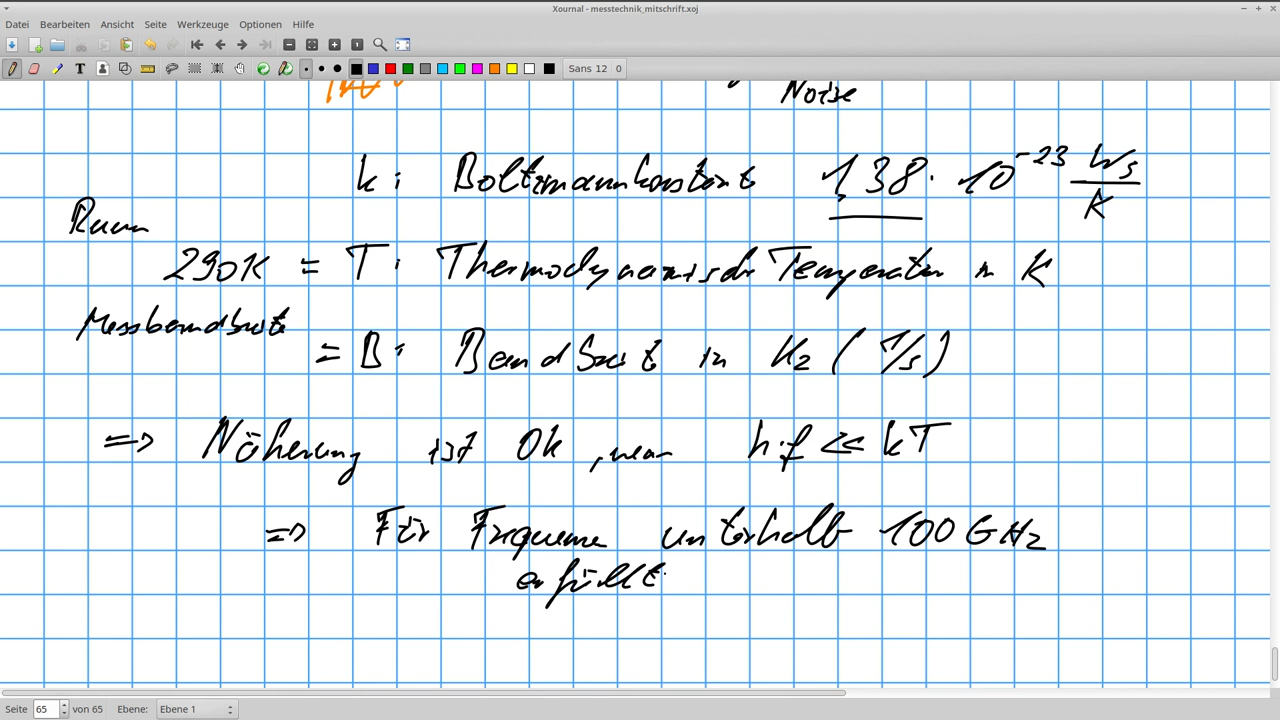 Xournal - messtechnik_mitschrift.xoj
Datei Bearbeiten Ansicht Seite Werkzeuge Optionen Hilfe
Sans 12 0
Noise
k: Boltzmannkonstante 1,38 · 10^-23 Ws/K
Raum
290K = T: Thermodynamische Temperatur in K
Messbandbreite
= B: Bandbreite in Hz (1/s)
=> Näherung ist Ok, wenn h·f << kT
=> Für Frequenzen unterhalb 100 GHz
erfüllt.
Seite 65 von 65 Ebene: Ebene 1